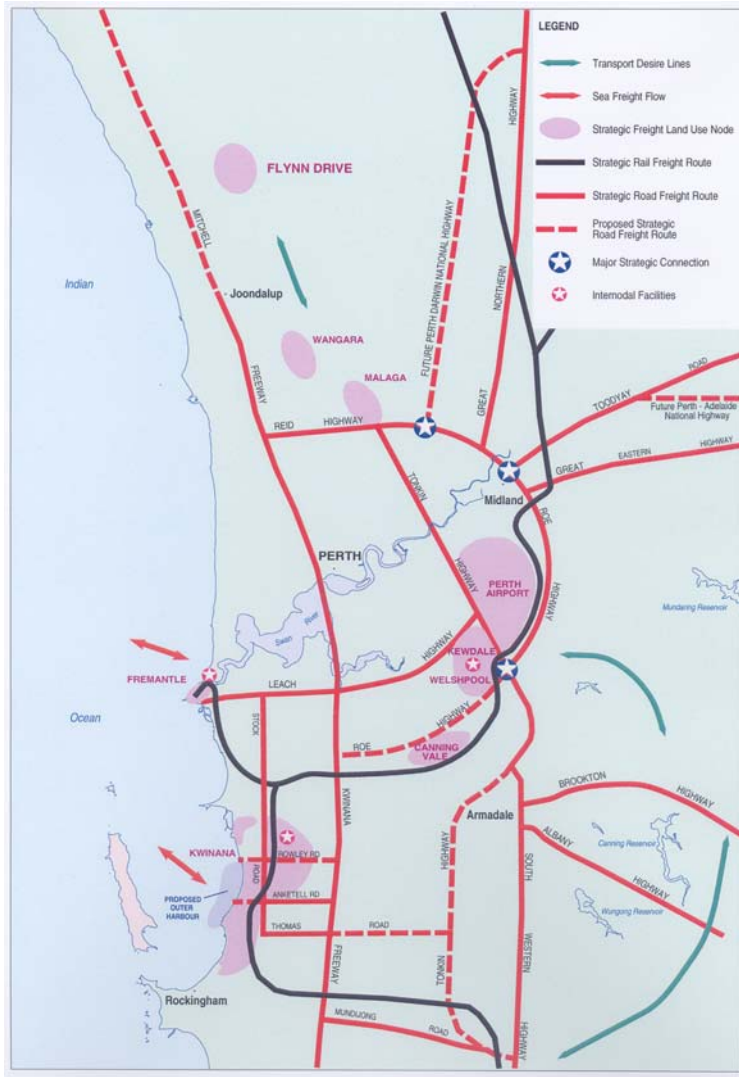 LEGEND
Transport Desire Lines
Sea Freight Flow
Strategic Freight Land Use Node
Strategic Rail Freight Route
Strategic Road Freight Route
Proposed Strategic
Road Freight Route
Major Strategic Connection
Internodal Facilities
HIGHWAY
FLYNN DRIVE
MITCHELL
Indian
Joondalup
FUTURE PERTH DARWIN NATIONAL HIGHWAY
NORTHERN
WANGARA
MALAGA
FREEWAY
GREAT
TOODYAY
ROAD
Future Perth - Adelaide
National Highway
REID
HIGHWAY
GREAT
EASTERN
HIGHWAY
TONKIN
Midland
ROE
PERTH
HIGHWAY
PERTH
AIRPORT
HIGHWAY
Mundaring Reservoir
Swan
River
HIGHWAY
KEWDALE
FREMANTLE
LEACH
WELSHPOOL
Ocean
STOCK
ROE
HIGHWAY
CANNING
VALE
KWINANA
BROOKTON
HIGHWAY
Armadale
ALBANY
HIGHWAY
Canning Reservoir
KWINANA
ROWLEY RD
HIGHWAY
SOUTH
PROPOSED
OUTER
HARBOUR
ROAD
ANKETELL RD
Wungong Reservoir
THOMAS
ROAD
WESTERN
FREEWAY
TONKIN
Rockingham
MUNDIJONG
ROAD
HIGHWAY